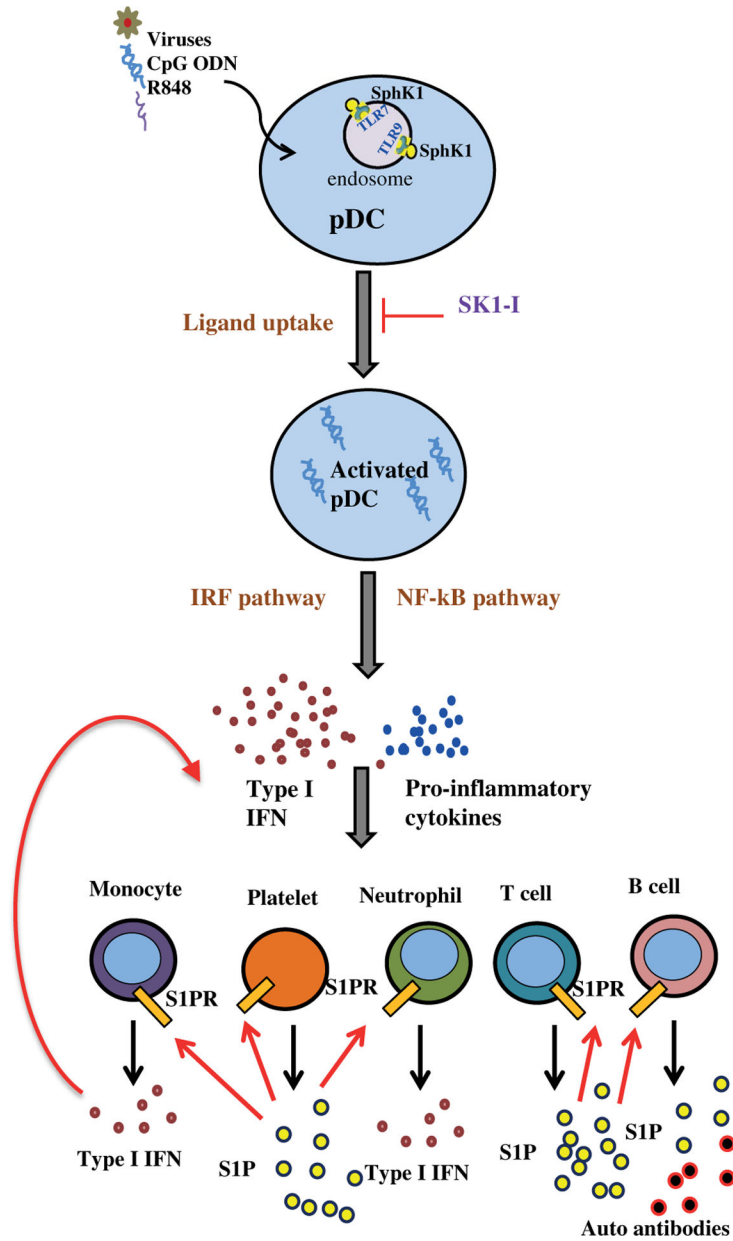 Viruses
CpG ODN
R848
SphK1
TLR7
TLR9
SphK1
endosome
pDC
Ligand uptake
SK1-I
Activated
pDC
IRF pathway
NF-kB pathway
Type I
IFN
Pro-inflammatory
cytokines
Monocyte
Platelet
Neutrophil
T cell
B cell
S1PR
S1PR
S1PR
Type I IFN
S1P
Type I IFN
S1P
S1P
Auto antibodies